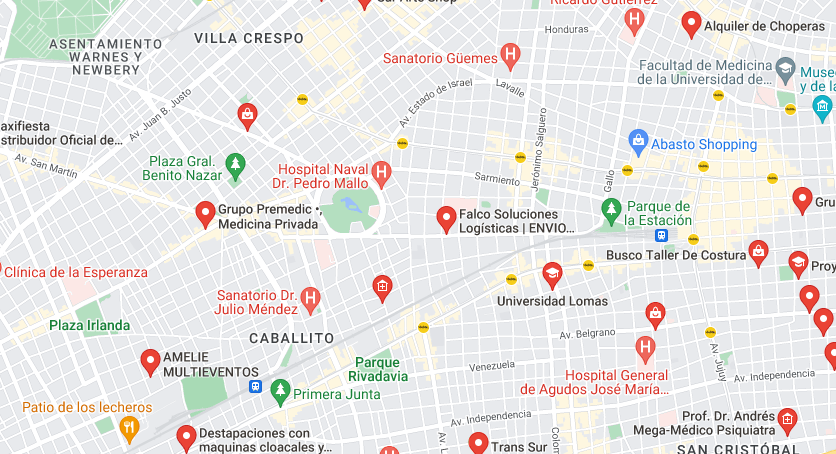 Ricardo Gutiérrez
Car Arte Shop
Honduras
Alquiler de Choperas
VILLA CRESPO
ASENTAMIENTO
WARNES Y
NEWBERY
Sanatorio Güemes
Facultad de Medicina
de la Universidad de...
Muse
y de la
Av. Estado de Israel
Lavalle
Av. Juan B. Justo
axifiesta
stribuidor Oficial de...
Jerónimo Salguero
Abasto Shopping
Av. San Martín
Plaza Gral.
Benito Nazar
Hospital Naval
Dr. Pedro Mallo
Sarmiento
Gallo
Grupo Premedic •,
Medicina Privada
Falco Soluciones
Logísticas | ENVIO...
Parque de
la Estación
Gru
Busco Taller De Costura
Proy
Clínica de la Esperanza
Universidad Lomas
Sanatorio Dr.
Julio Méndez
Plaza Irlanda
CABALLITO
Av. Belgrano
Av. Jujuy
AMELIE
MULTIEVENTOS
Parque
Rivadavia
Venezuela
Hospital General
de Agudos José María...
Av. Independencia
Primera Junta
Patio de los lecheros
Av. Independencia
Prof. Dr. Andrés
Mega-Médico Psiquiatra
Destapaciones con
maquinas cloacales y...
Av. La
Trans Sur
Colom
SAN CRISTÓBAL